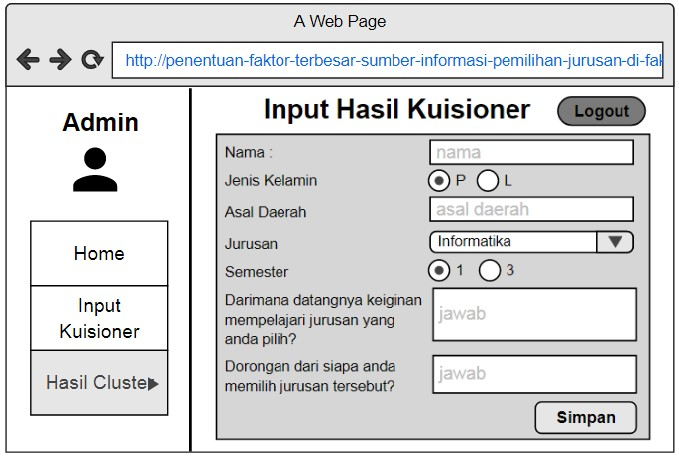 A Web Page
http://penentuan-faktor-terbesar-sumber-informasi-pemilihan-jurusan-di-fak
Admin
Home
Input
Kuisioner
Hasil Cluste
Input Hasil Kuisioner
Logout
Nama :
nama
Jenis Kelamin
P
L
Asal Daerah
asal daerah
Jurusan
Informatika
Semester
1
3
Darimana datangnya keiginan
mempelajari jurusan yang
anda pilih?
jawab
Dorongan dari siapa anda
memilih jurusan tersebut?
jawab
Simpan